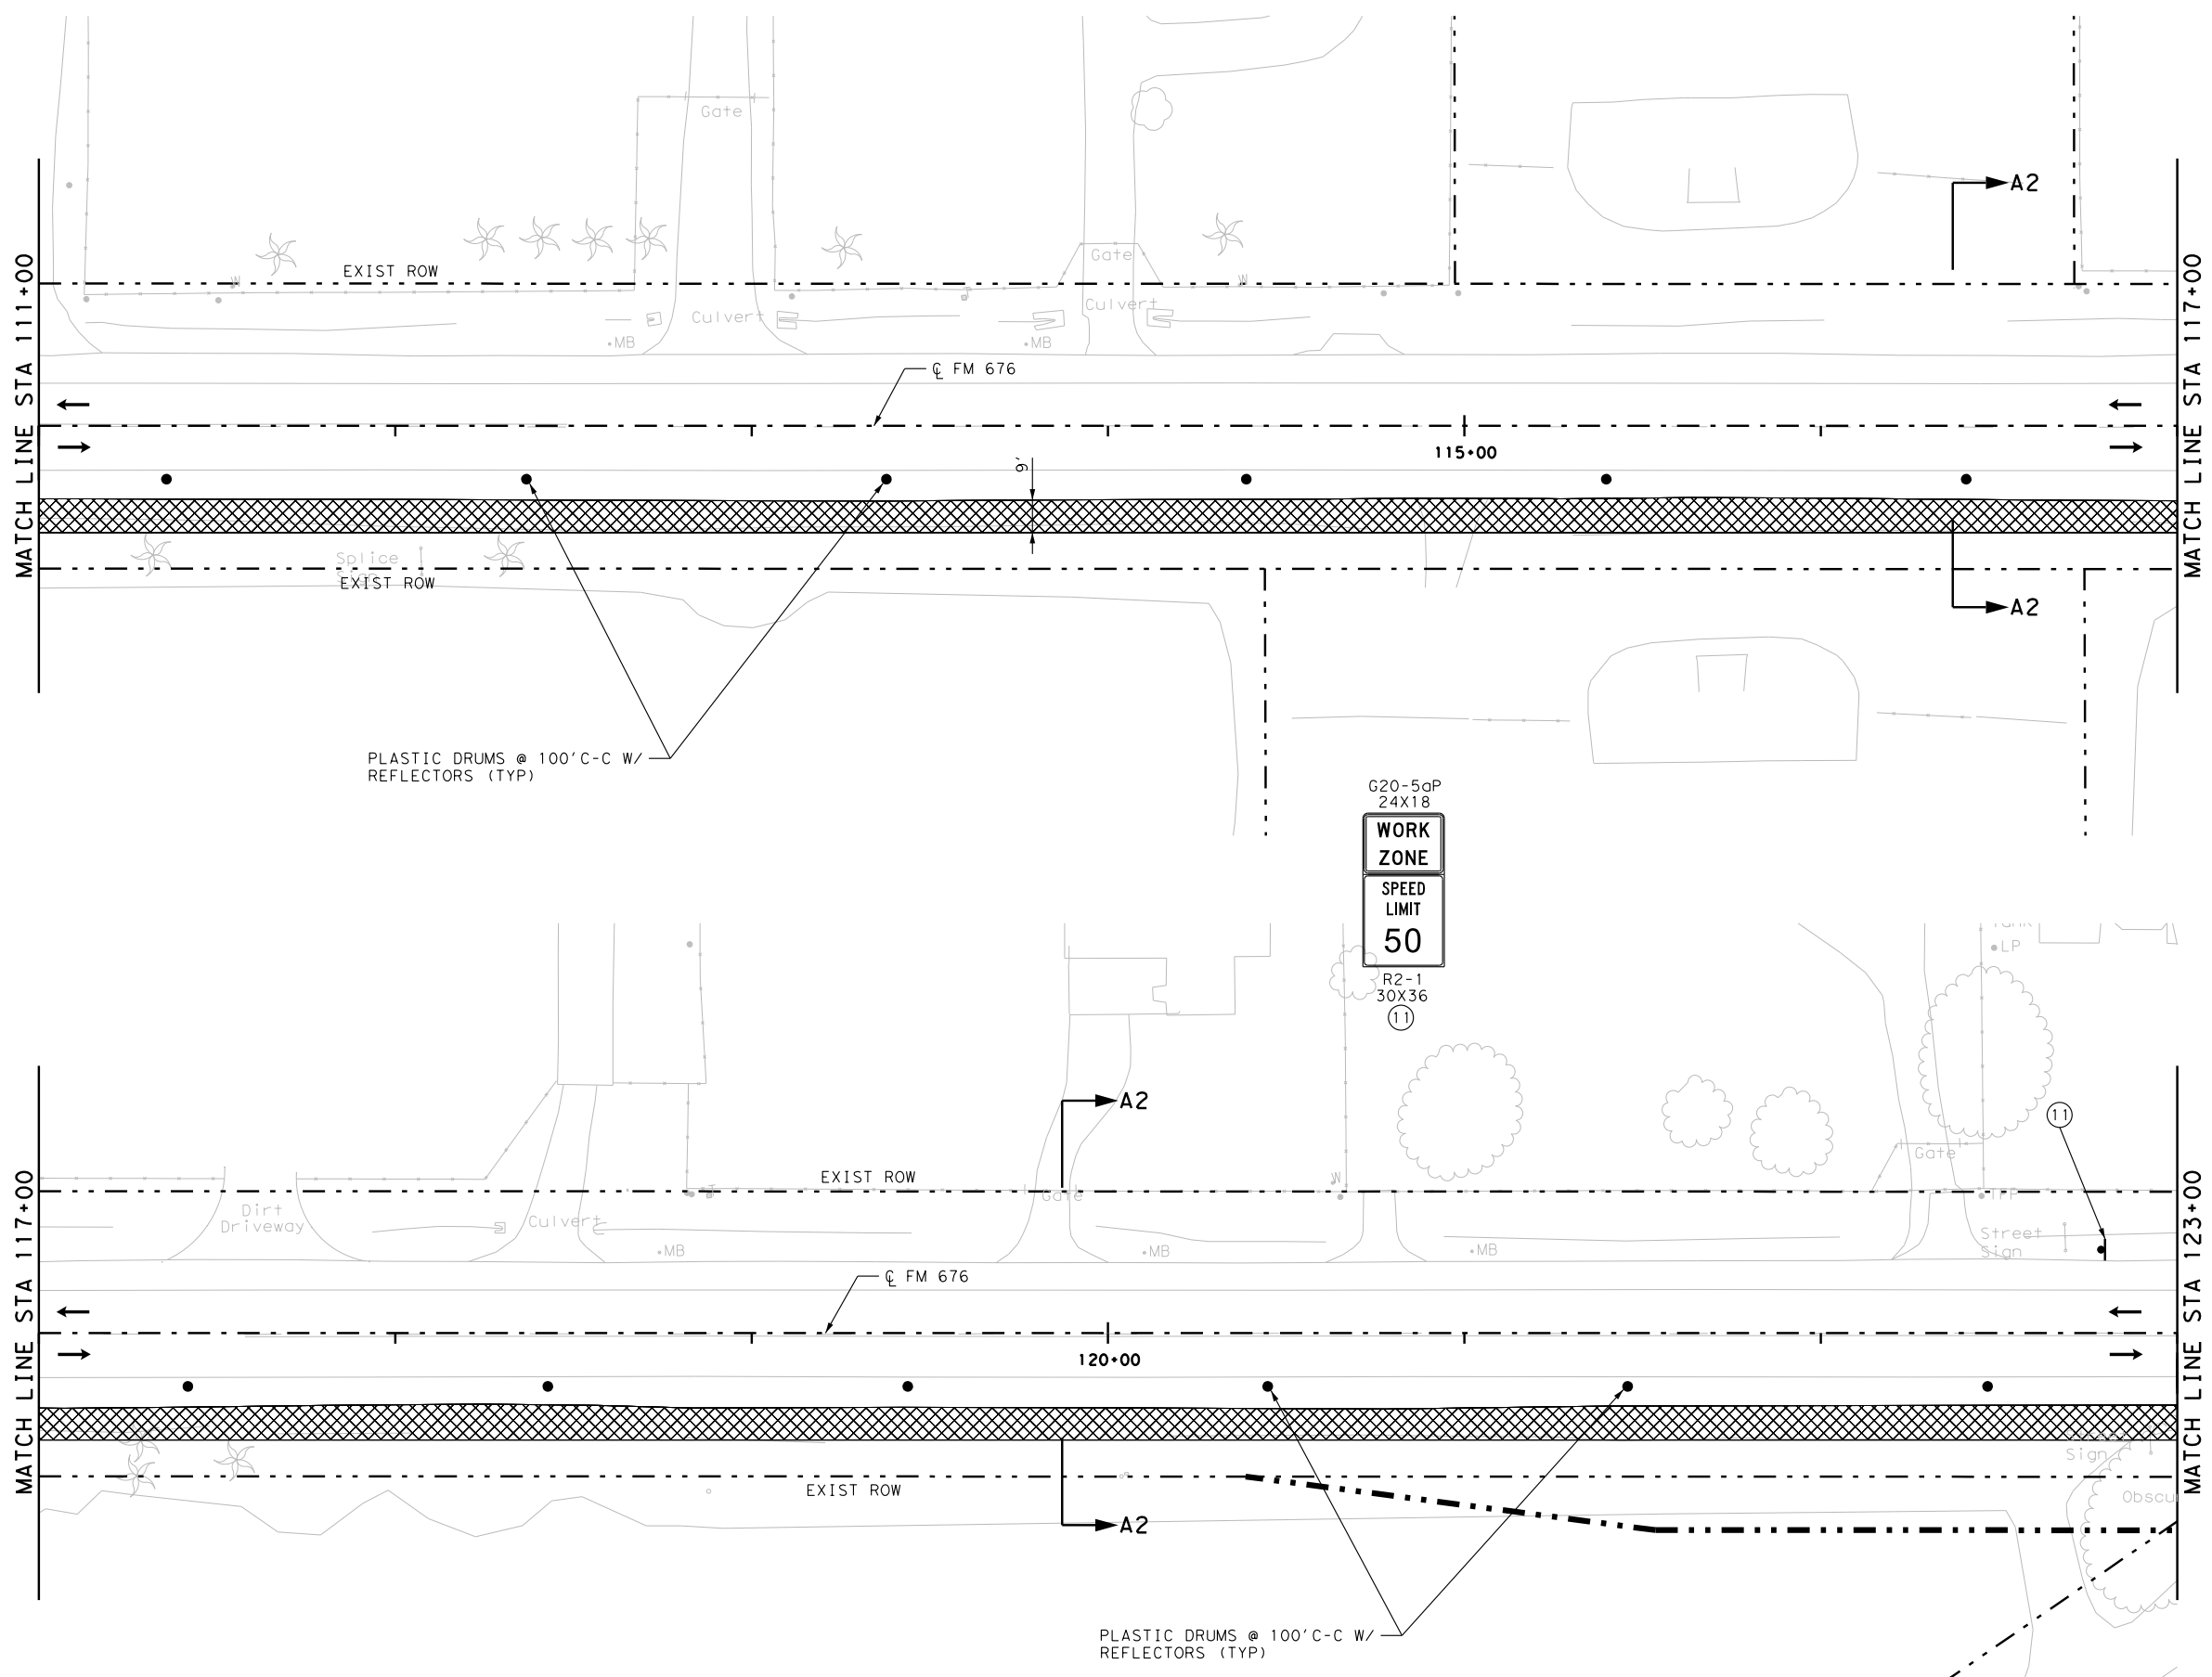 Gate
A2
Gate
EXIST ROW
W
W
Culvert
Culvert
MB
MB
℄ FM 676
MATCH LINE STA 111+00
MATCH LINE STA 117+00
115+00
9'
Splice
Sign
EXIST ROW
A2
PLASTIC DRUMS @ 100'C-C W/
REFLECTORS (TYP)
G20-5aP
24X18
WORK
ZONE
SPEED
LIMIT
50
R2-1
30X36
11
LP
A2
11
Gate
EXIST ROW
W
Gate
Dirt
Driveway
Culvert
Street
Sign
MB
MB
MB
℄ FM 676
MATCH LINE STA 117+00
MATCH LINE STA 123+00
120+00
Sign
EXIST ROW
A2
PLASTIC DRUMS @ 100'C-C W/
REFLECTORS (TYP)